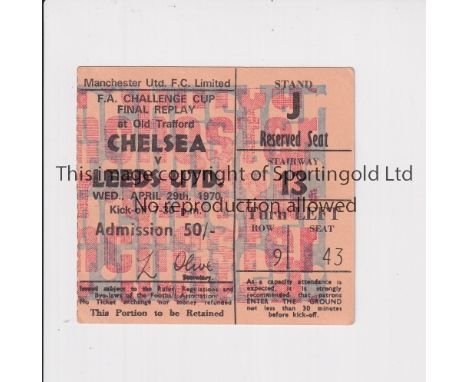 Manchester Utd. F.C. Limited
F.A. CHALLENGE CUP
FINAL REPLAY
at Old Trafford
CHELSEA
v
LEEDS UTD.
WED., APRIL 29th, 1970
Kick-off 7-30 p.m.
Admission 50/-
L Olive
Secretary
Issued subject to the Rules, Regulations and
Bye-laws of the Football Association
No Ticket exchanged nor money refunded
This Portion to be Retained
STAND
J
Reserved Seat
STAIRWAY
13
Turn LEFT
ROW SEAT
9 43
As a capacity attendance is
expected it is strongly
recommended that patrons
ENTER THE GROUND
not less than 30 minutes
before kick-off.
This image copyright of Sportingold Ltd
No reproduction allowed